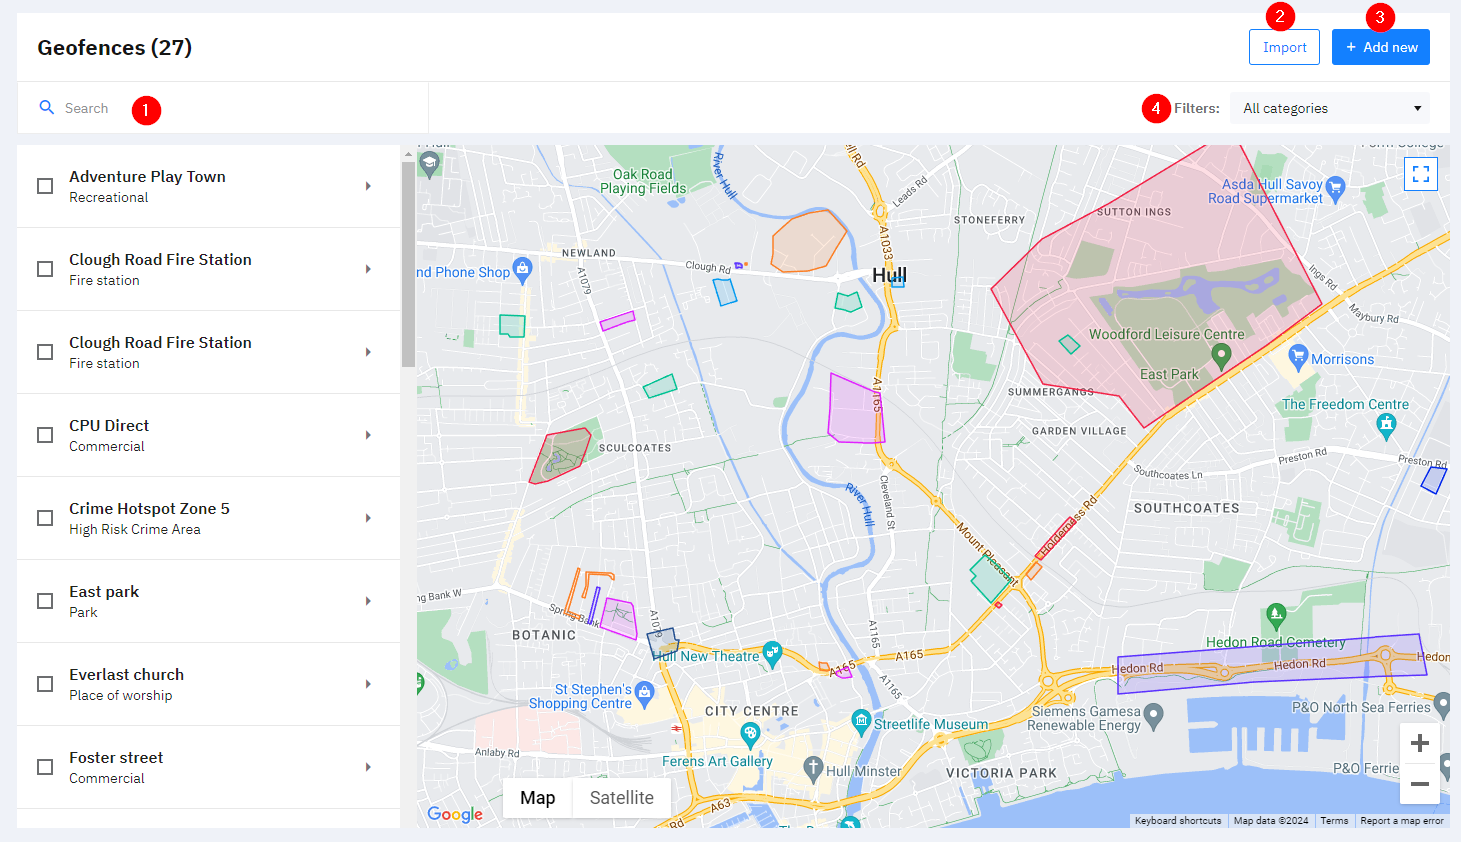 Geofences (27)
2
Import
3
+ Add new
Search
1
4
Filters:
All categories
Adventure Play Town
Recreational
Clough Road Fire Station
Fire station
Clough Road Fire Station
Fire station
CPU Direct
Commercial
Crime Hotspot Zone 5
High Risk Crime Area
East park
Park
Everlast church
Place of worship
Foster street
Commercial
Oak Road
Playing Fields
River Hull
ell Rd
Leads Rd
A1033
STONEFERRY
SUTTON INGS
Asda Hull Savoy
Road Supermarket
NEWLAND
nd Phone Shop
A1079
Clough Rd
Hull
Ings Rd
Maybury Rd
Woodford Leisure Centre
East Park
Morrisons
SUMMERGANGS
The Freedom Centre
A1165
GARDEN VILLAGE
SCULCOATES
Preston Rd
Preston Rd
Southcoates Ln
River Hull
Cleveland St
SOUTHCOATES
Holderness Rd
Mount Pleasant
ng Bank W
Spring Bank
A1079
BOTANIC
A1165
Hull New Theatre
A165
A165
Hedon Road Cemetery
Hedon Rd
Hedon Rd
Hedon
A1165
St Stephen's
Shopping Centre
CITY CENTRE
Streetlife Museum
Siemens Gamesa
Renewable Energy
P&O North Sea Ferries
Anlaby Rd
Ferens Art Gallery
Hull Minster
VICTORIA PARK
P&O Ferrie
A63
Rd
Map
Satellite
Google
+
−
Keyboard shortcuts
Map data ©2024
Terms
Report a map error